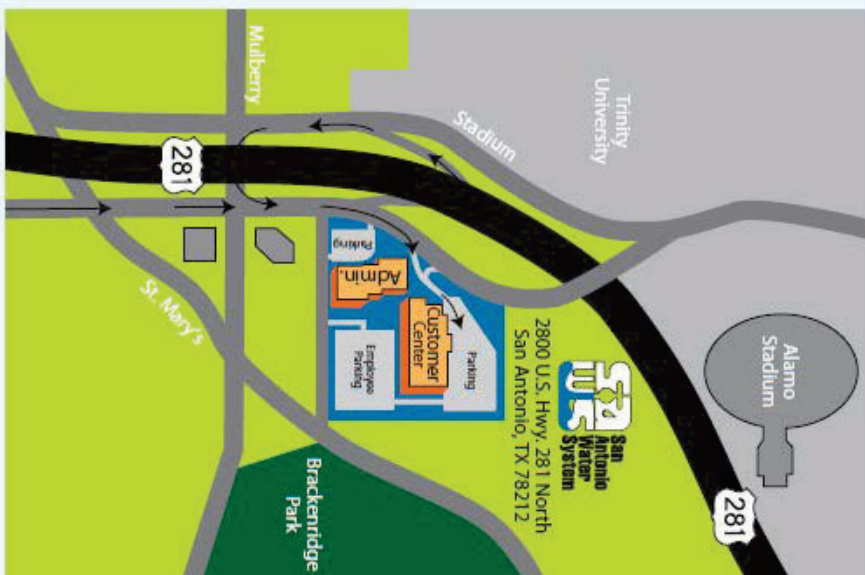 Mulberry
281
Stadium
Trinity
University
Alamo
Stadium
281
Parking
Admin.
Customer
Center
Parking
Employee
Parking
St. Mary's
San
Antonio
Water
System
2800 U.S. Hwy. 281 North
San Antonio, TX 78212
Brackenridge
Park